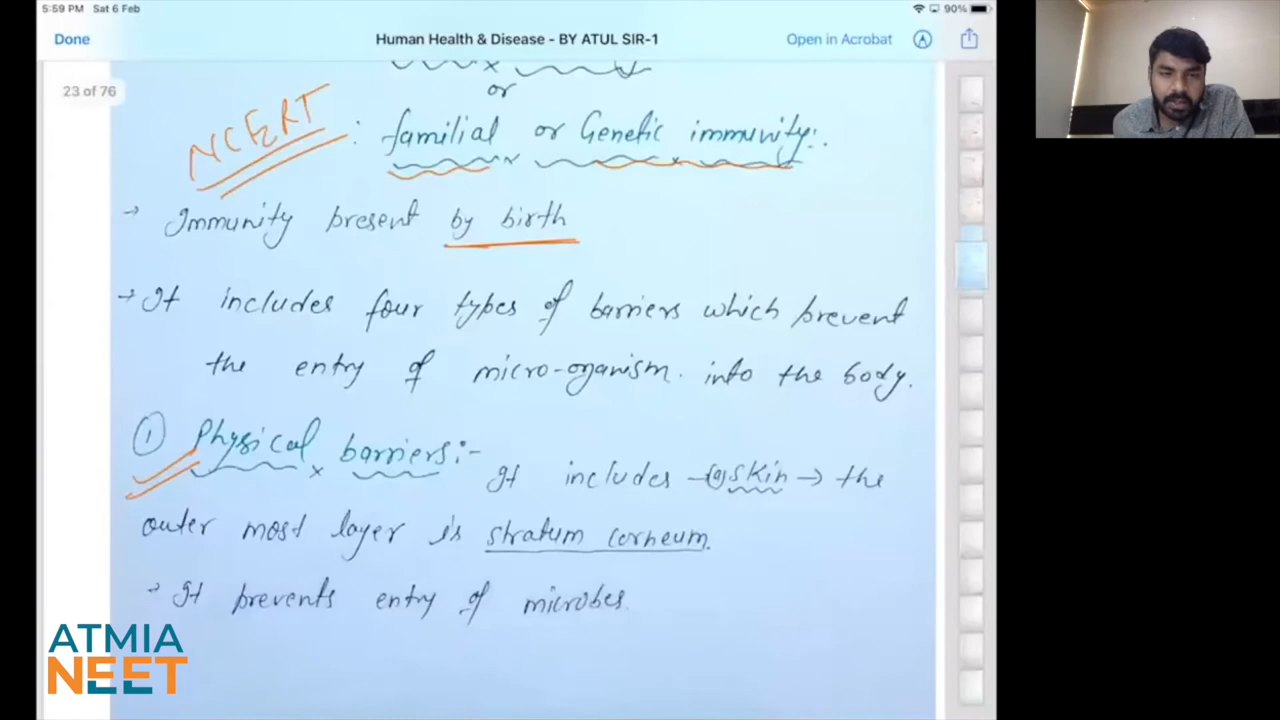 5:59 PM Sat 6 Feb
90%
Done
Human Health & Disease - BY ATUL SIR-1
Open in Acrobat
23 of 76
or
NCERT
: familial or Genetic immunity:.
→ Immunity present by birth
→ It includes four types of barriers which prevent
the entry of micro-organism. into the body.
① Physical barriers:-
It includes → (a) skin → the
outer most layer is stratum corneum.
→ It prevents entry of microbes.
ATMIA
NEET